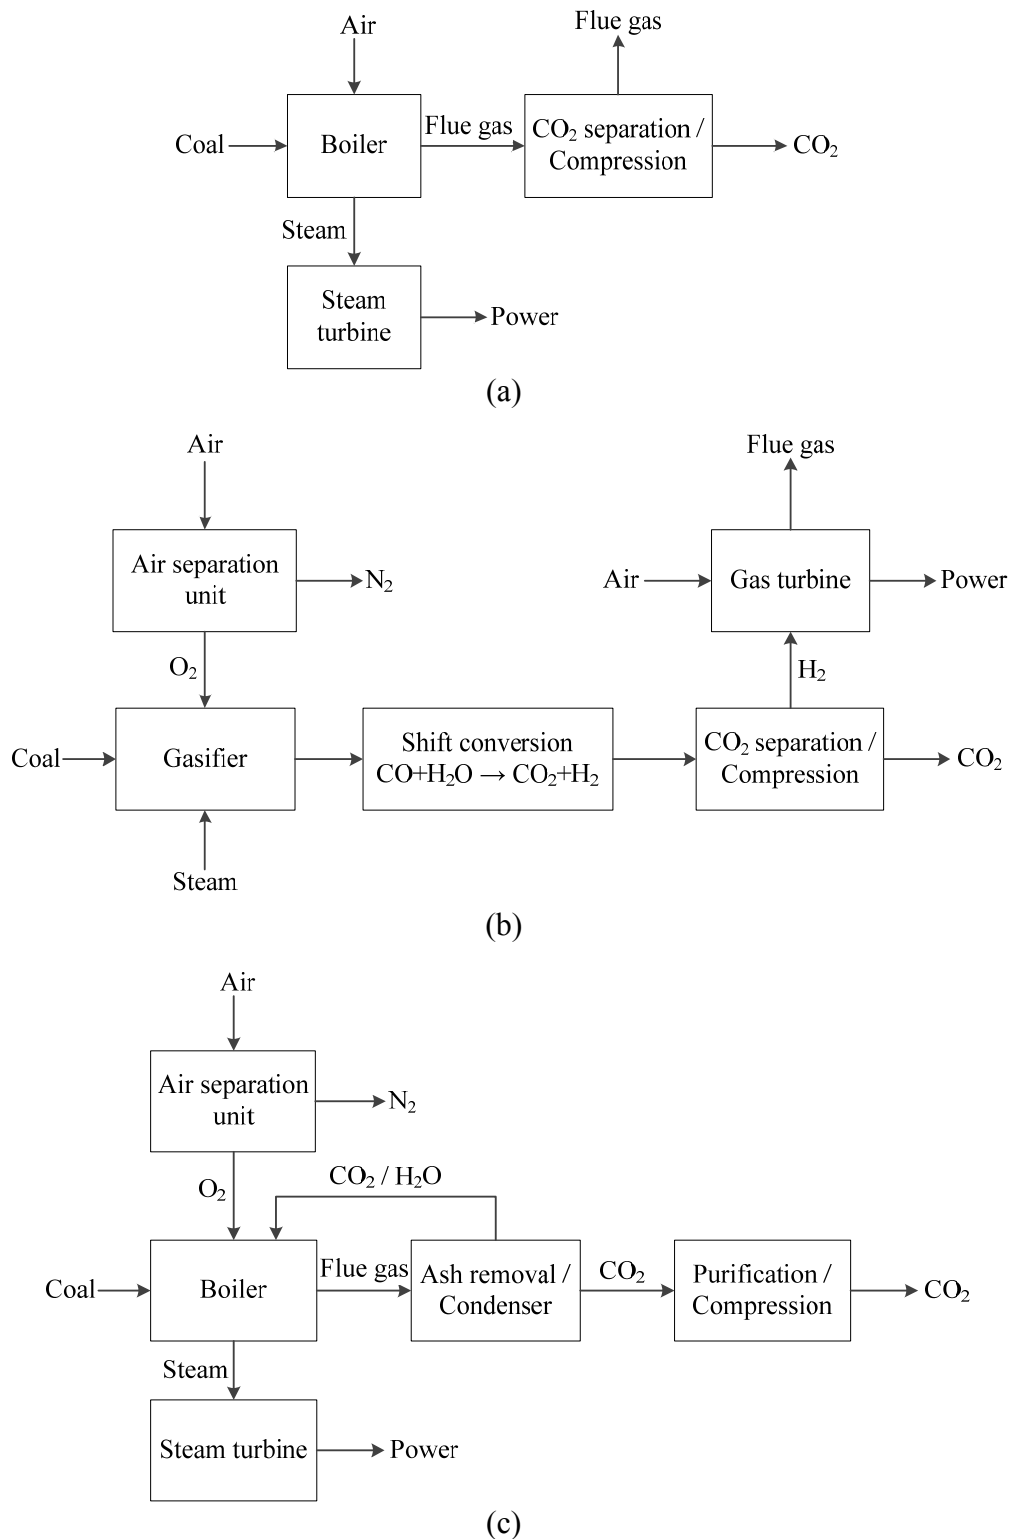 Air
Flue gas
Coal
Boiler
Flue gas
CO₂ separation /
Compression
CO₂
Steam
Steam
turbine
Power
(a)
Air
Flue gas
Air separation
unit
N₂
Air
Gas turbine
Power
O₂
H₂
Coal
Gasifier
Shift conversion
CO+H₂O → CO₂+H₂
CO₂ separation /
Compression
CO₂
Steam
(b)
Air
Air separation
unit
N₂
O₂
CO₂ / H₂O
Coal
Boiler
Flue gas
Ash removal /
Condenser
CO₂
Purification /
Compression
CO₂
Steam
Steam turbine
Power
(c)